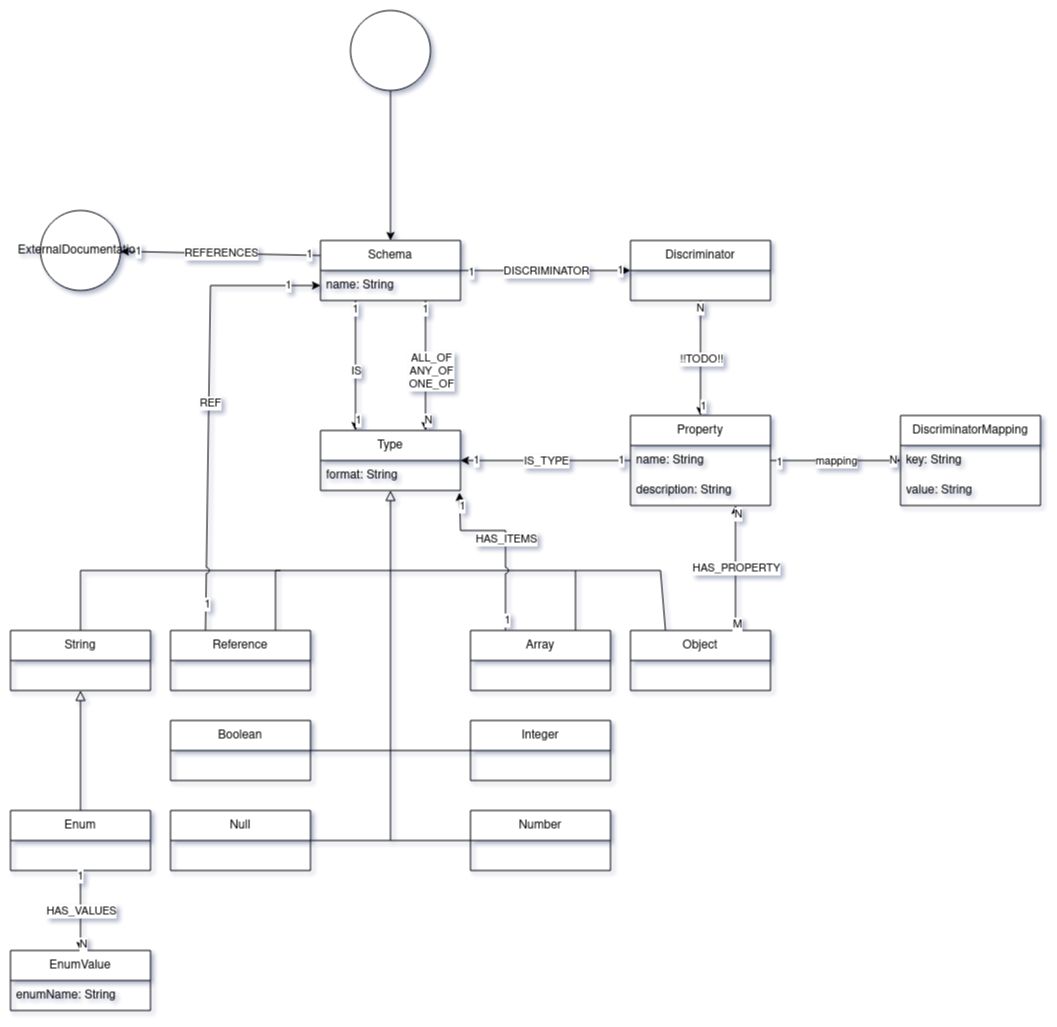 ExternalDocumentation
1
REFERENCES
1
Schema
name: String
1
DISCRIMINATOR
1
Discriminator
1
REF
1
1
IS
1
1
ALL_OF
ANY_OF
ONE_OF
N
N
!!TODO!!
1
Type
format: String
1
IS_TYPE
1
Property
name: String
description: String
1
mapping
N
DiscriminatorMapping
key: String
value: String
1
HAS_ITEMS
1
N
HAS_PROPERTY
M
String
Reference
Array
Object
Boolean
Integer
Enum
Null
Number
1
HAS_VALUES
N
EnumValue
enumName: String